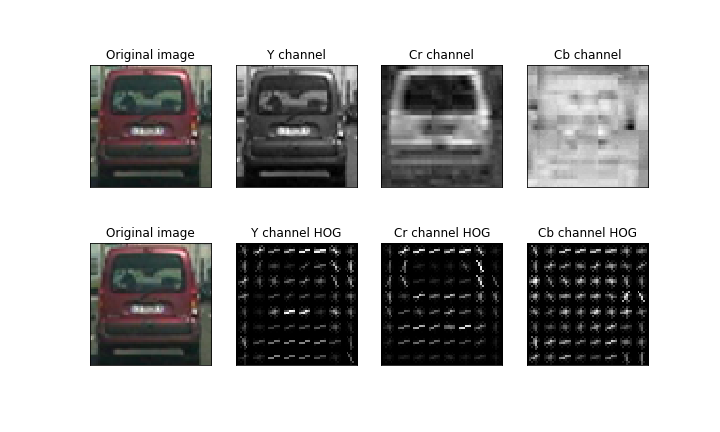 Original image
Y channel
Cr channel
Cb channel
Original image
Y channel HOG
Cr channel HOG
Cb channel HOG